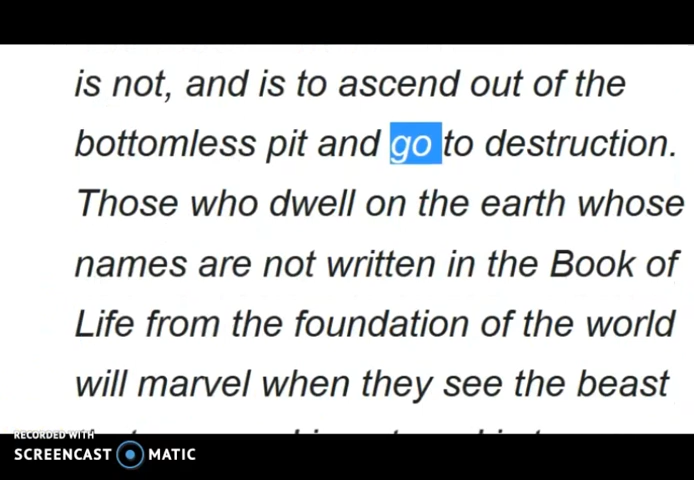 is not, and is to ascend out of the
bottomless pit and go to destruction.
Those who dwell on the earth whose
names are not written in the Book of
Life from the foundation of the world
will marvel when they see the beast
RECORDED WITH
SCREENCAST MATIC